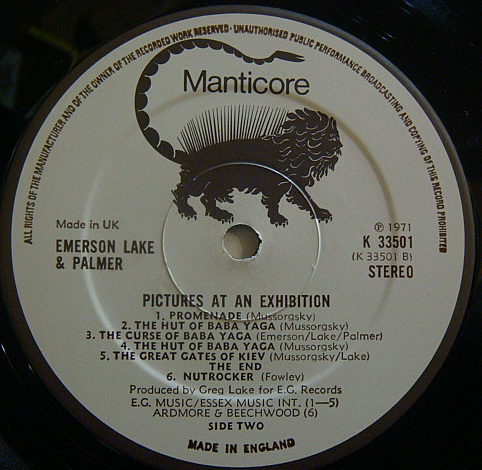 ALL RIGHTS OF THE MANUFACTURER AND OF THE OWNER OF THE RECORDED WORK RESERVED · UNAUTHORISED PUBLIC PERFORMANCE BROADCASTING AND COPYING OF THIS RECORD PROHIBITED
Manticore
Made in UK
EMERSON LAKE
& PALMER
℗ 1971
K 33501
(K 33501 B)
STEREO
PICTURES AT AN EXHIBITION
1. PROMENADE (Mussorgsky)
2. THE HUT OF BABA YAGA (Mussorgsky)
3. THE CURSE OF BABA YAGA (Emerson/Lake/Palmer)
4. THE HUT OF BABA YAGA (Mussorgsky)
5. THE GREAT GATES OF KIEV (Mussorgsky/Lake)
THE END
6. NUTROCKER (Fowley)
Produced by Greg Lake for E.G. Records
E.G. MUSIC/ESSEX MUSIC INT. (1—5)
ARDMORE & BEECHWOOD (6)
SIDE TWO
MADE IN ENGLAND